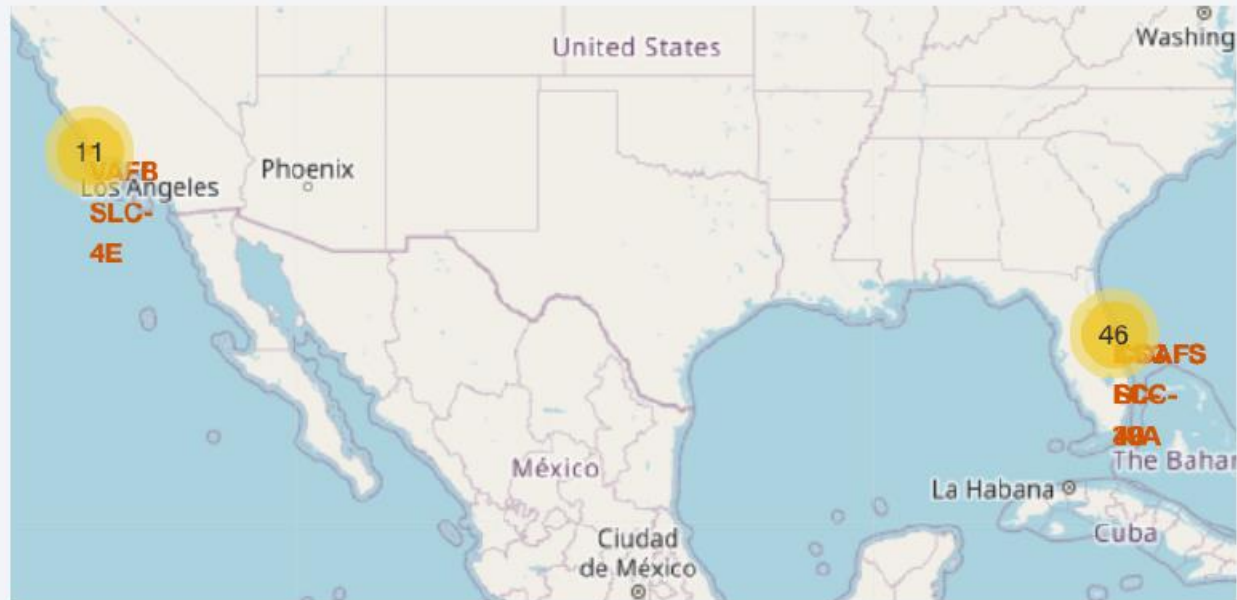 United States
Washing
11
VAFB
Los Angeles
SLC-
4E
Phoenix
46
México
The Bahar
La Habana
Cuba
Ciudad
de México